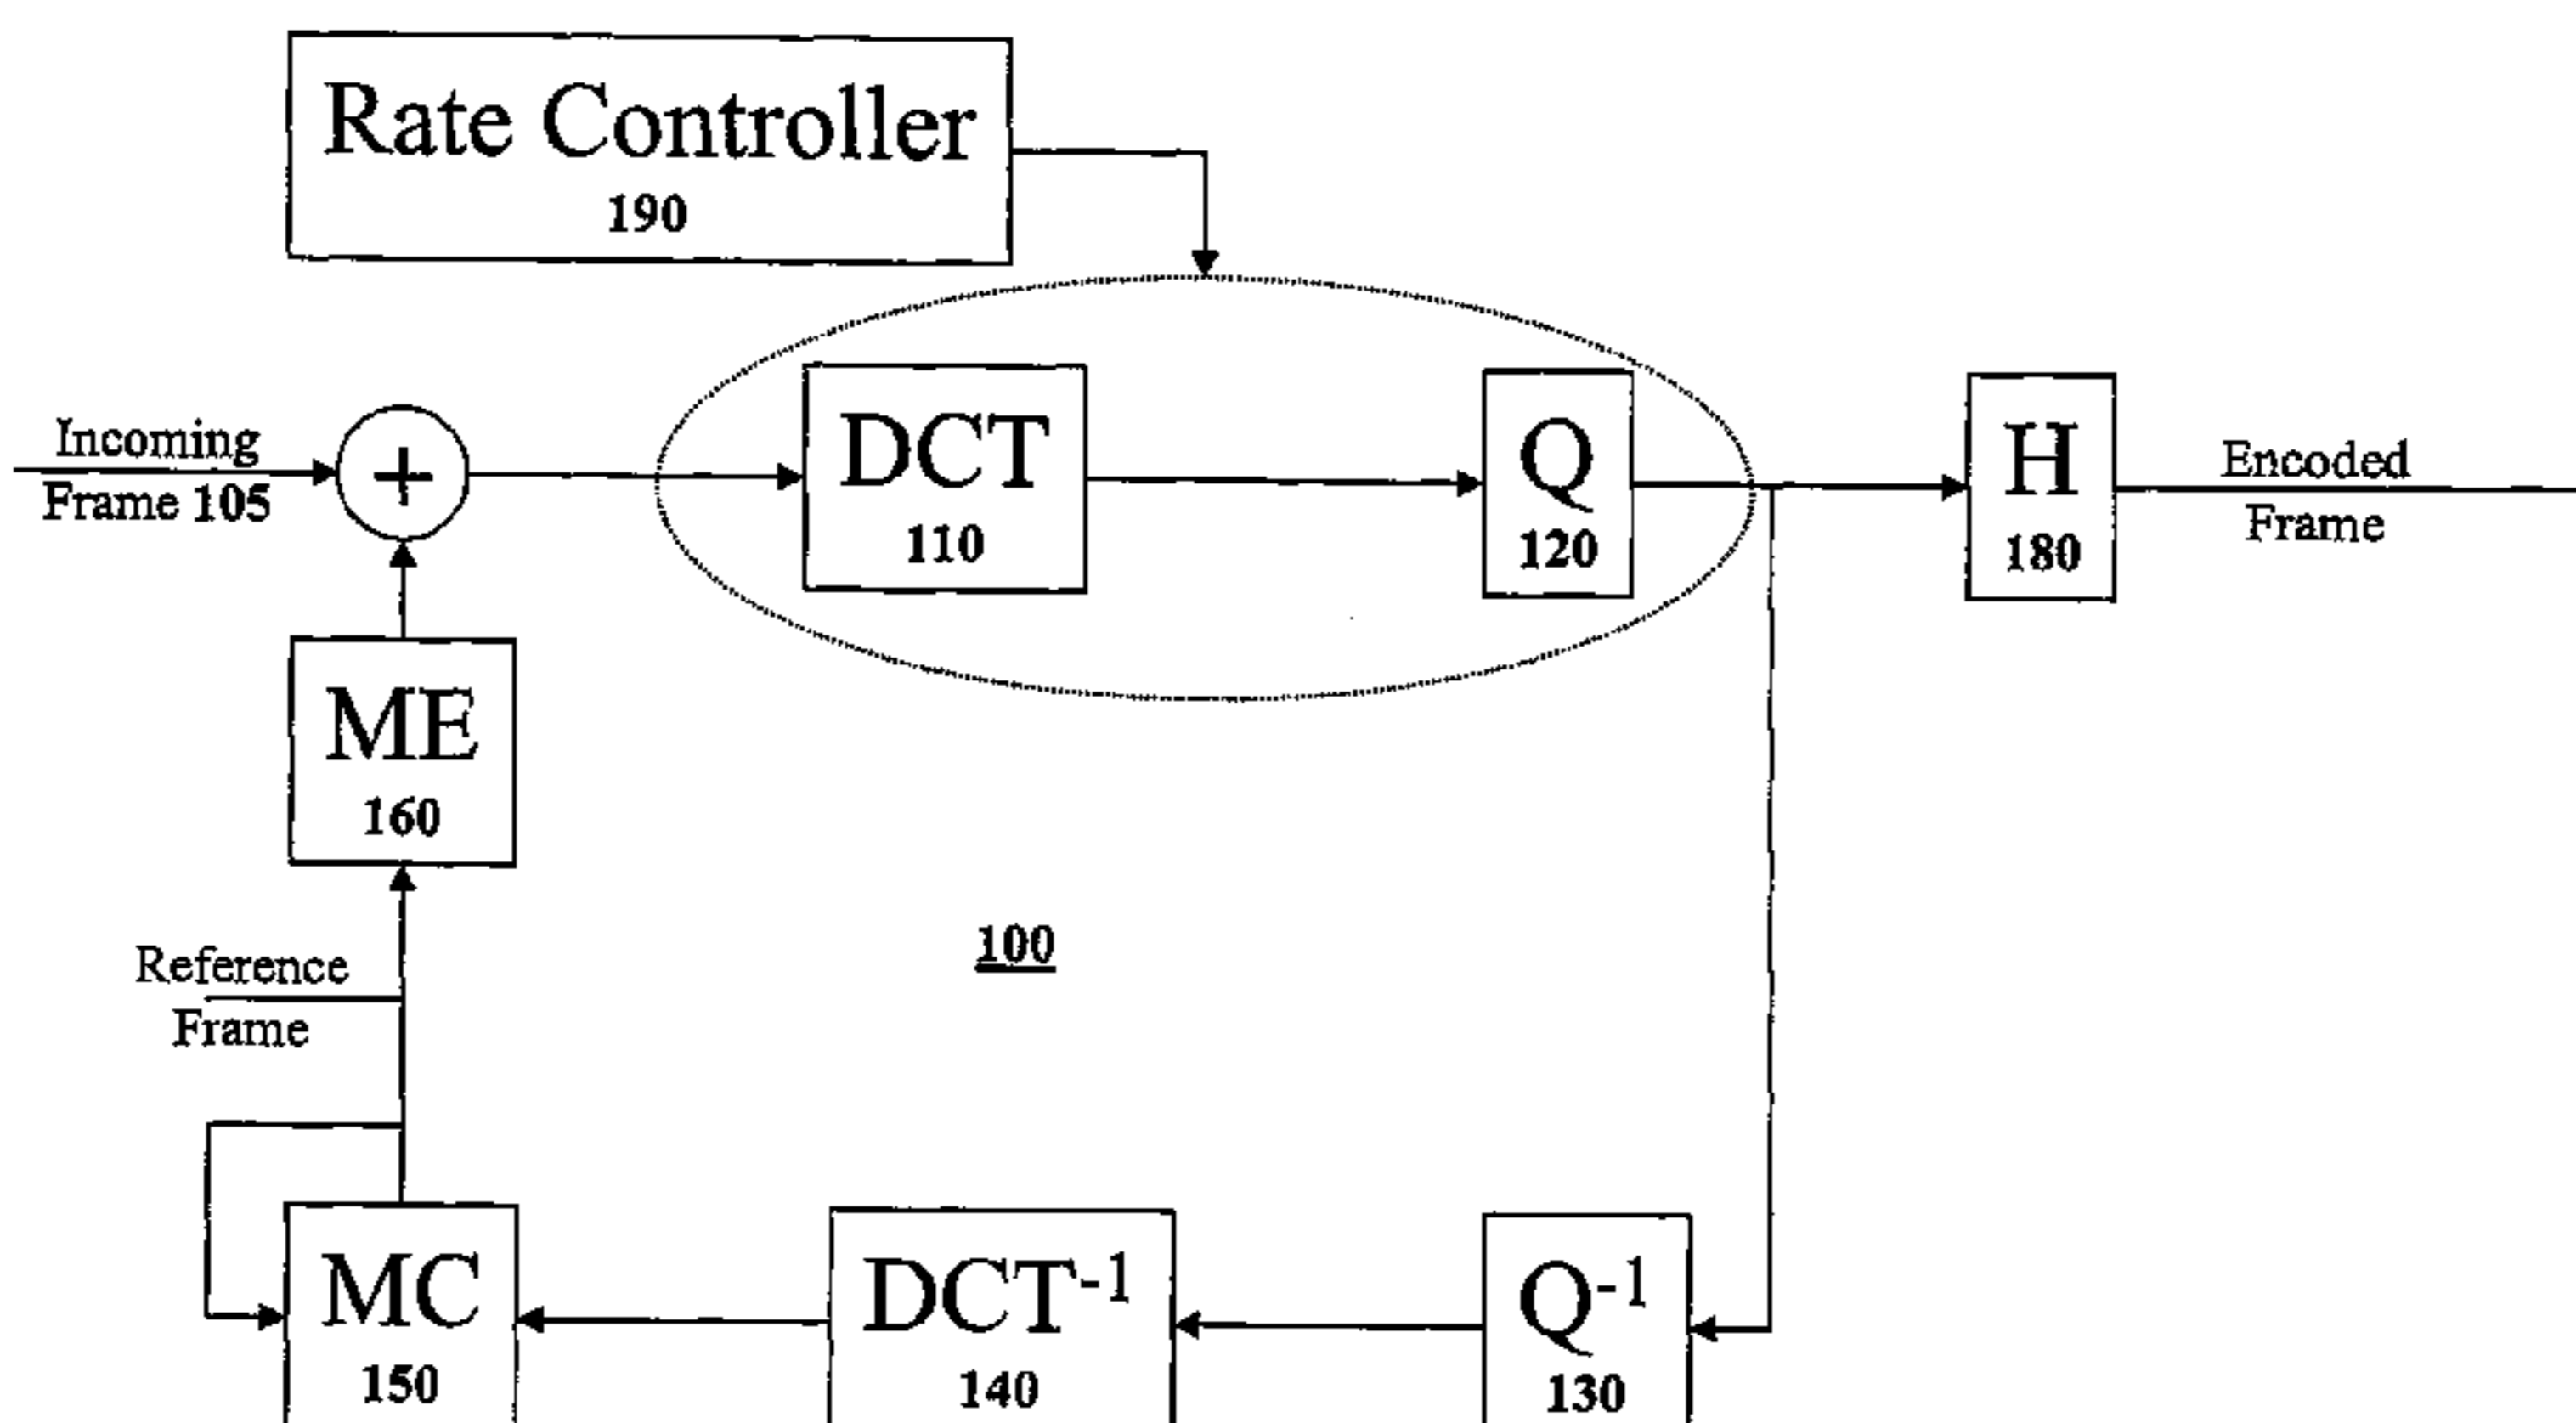 Rate Controller
190
Incoming
Frame 105
+
DCT
110
Q
120
H
180
Encoded
Frame
ME
160
100
Reference
Frame
MC
150
DCT-1
140
Q-1
130